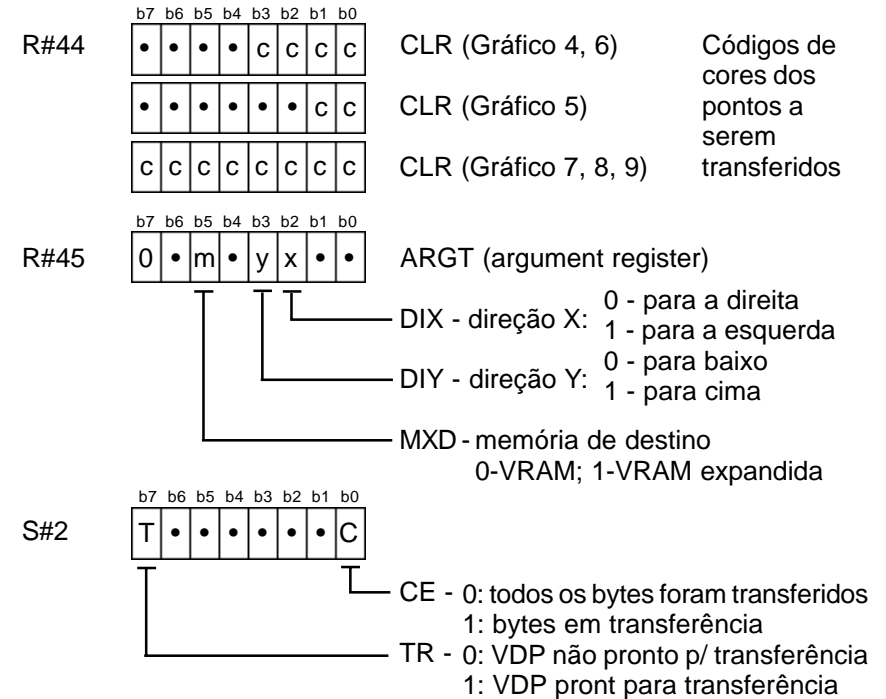 b7 b6 b5 b4 b3 b2 b1 b0
R#44 • • • • c c c c CLR (Gráfico 4, 6) Códigos de
cores dos
• • • • • • c c CLR (Gráfico 5) pontos a
serem
c c c c c c c c CLR (Gráfico 7, 8, 9) transferidos
b7 b6 b5 b4 b3 b2 b1 b0
R#45 0 • m • y x • • ARGT (argument register)
DIX - direção X: 0 - para a direita
1 - para a esquerda
DIY - direção Y: 0 - para baixo
1 - para cima
MXD - memória de destino
0-VRAM; 1-VRAM expandida
b7 b6 b5 b4 b3 b2 b1 b0
S#2 T • • • • • • C
CE - 0: todos os bytes foram transferidos
1: bytes em transferência
TR - 0: VDP não pronto p/ transferência
1: VDP pront para transferência